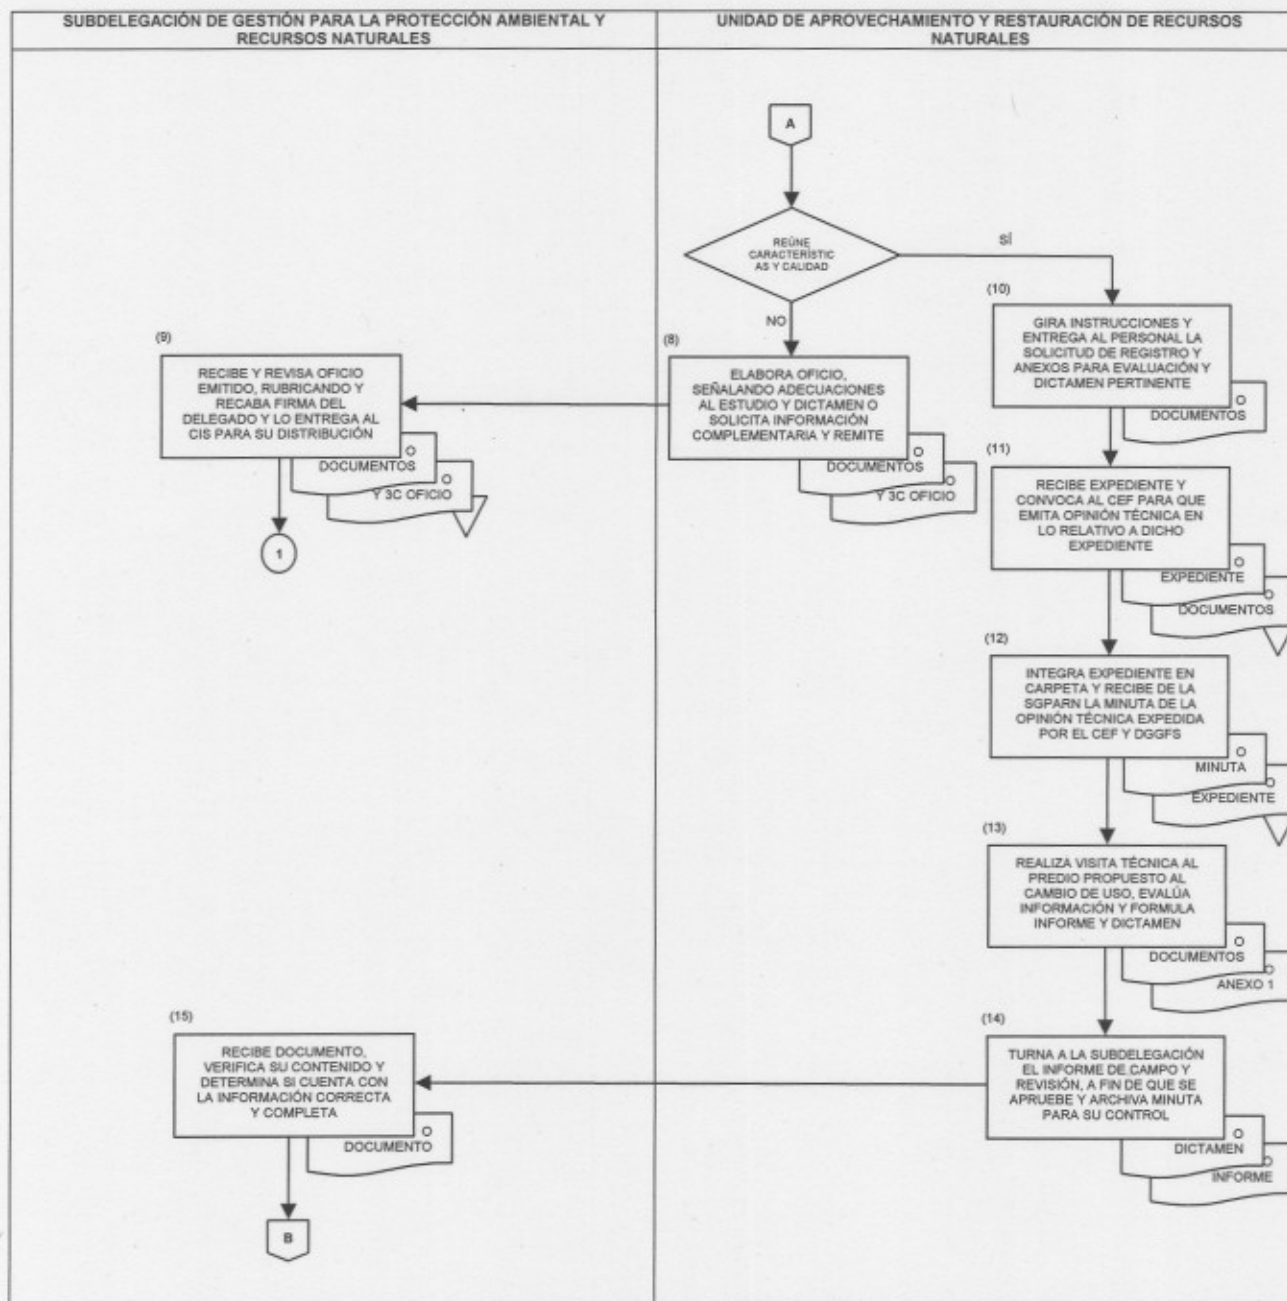 SUBDELEGACIÓN DE GESTIÓN PARA LA PROTECCIÓN AMBIENTAL Y
RECURSOS NATURALES
UNIDAD DE APROVECHAMIENTO Y RESTAURACIÓN DE RECURSOS
NATURALES
A
REÚNE
CARACTERÍSTIC
AS Y CALIDAD
SÍ
NO
(10)
GIRA INSTRUCCIONES Y
ENTREGA AL PERSONAL LA
SOLICITUD DE REGISTRO Y
ANEXOS PARA EVALUACIÓN Y
DICTAMEN PERTINENTE
O
DOCUMENTOS
(9)
RECIBE Y REVISA OFICIO
EMITIDO, RUBRICANDO Y
RECABA FIRMA DEL
DELEGADO Y LO ENTREGA AL
CIS PARA SU DISTRIBUCIÓN
O
DOCUMENTOS
O
Y 3C OFICIO
1
(8)
ELABORA OFICIO,
SEÑALANDO ADECUACIONES
AL ESTUDIO Y DICTAMEN O
SOLICITA INFORMACIÓN
COMPLEMENTARIA Y REMITE
O
DOCUMENTOS
O
Y 3C OFICIO
(11)
RECIBE EXPEDIENTE Y
CONVOCA AL CEF PARA QUE
EMITA OPINIÓN TÉCNICA EN
LO RELATIVO A DICHO
EXPEDIENTE
O
EXPEDIENTE
O
DOCUMENTOS
(12)
INTEGRA EXPEDIENTE EN
CARPETA Y RECIBE DE LA
SGPARN LA MINUTA DE LA
OPINIÓN TÉCNICA EXPEDIDA
POR EL CEF Y DGGFS
O
MINUTA
O
EXPEDIENTE
(13)
REALIZA VISITA TÉCNICA AL
PREDIO PROPUESTO AL
CAMBIO DE USO, EVALÚA
INFORMACIÓN Y FORMULA
INFORME Y DICTAMEN
O
DOCUMENTOS
O
ANEXO 1
(15)
RECIBE DOCUMENTO,
VERIFICA SU CONTENIDO Y
DETERMINA SI CUENTA CON
LA INFORMACIÓN CORRECTA
Y COMPLETA
O
DOCUMENTO
B
(14)
TURNA A LA SUBDELEGACIÓN
EL INFORME DE CAMPO Y
REVISIÓN, A FIN DE QUE SE
APRUEBE Y ARCHIVA MINUTA
PARA SU CONTROL
O
DICTAMEN
O
INFORME